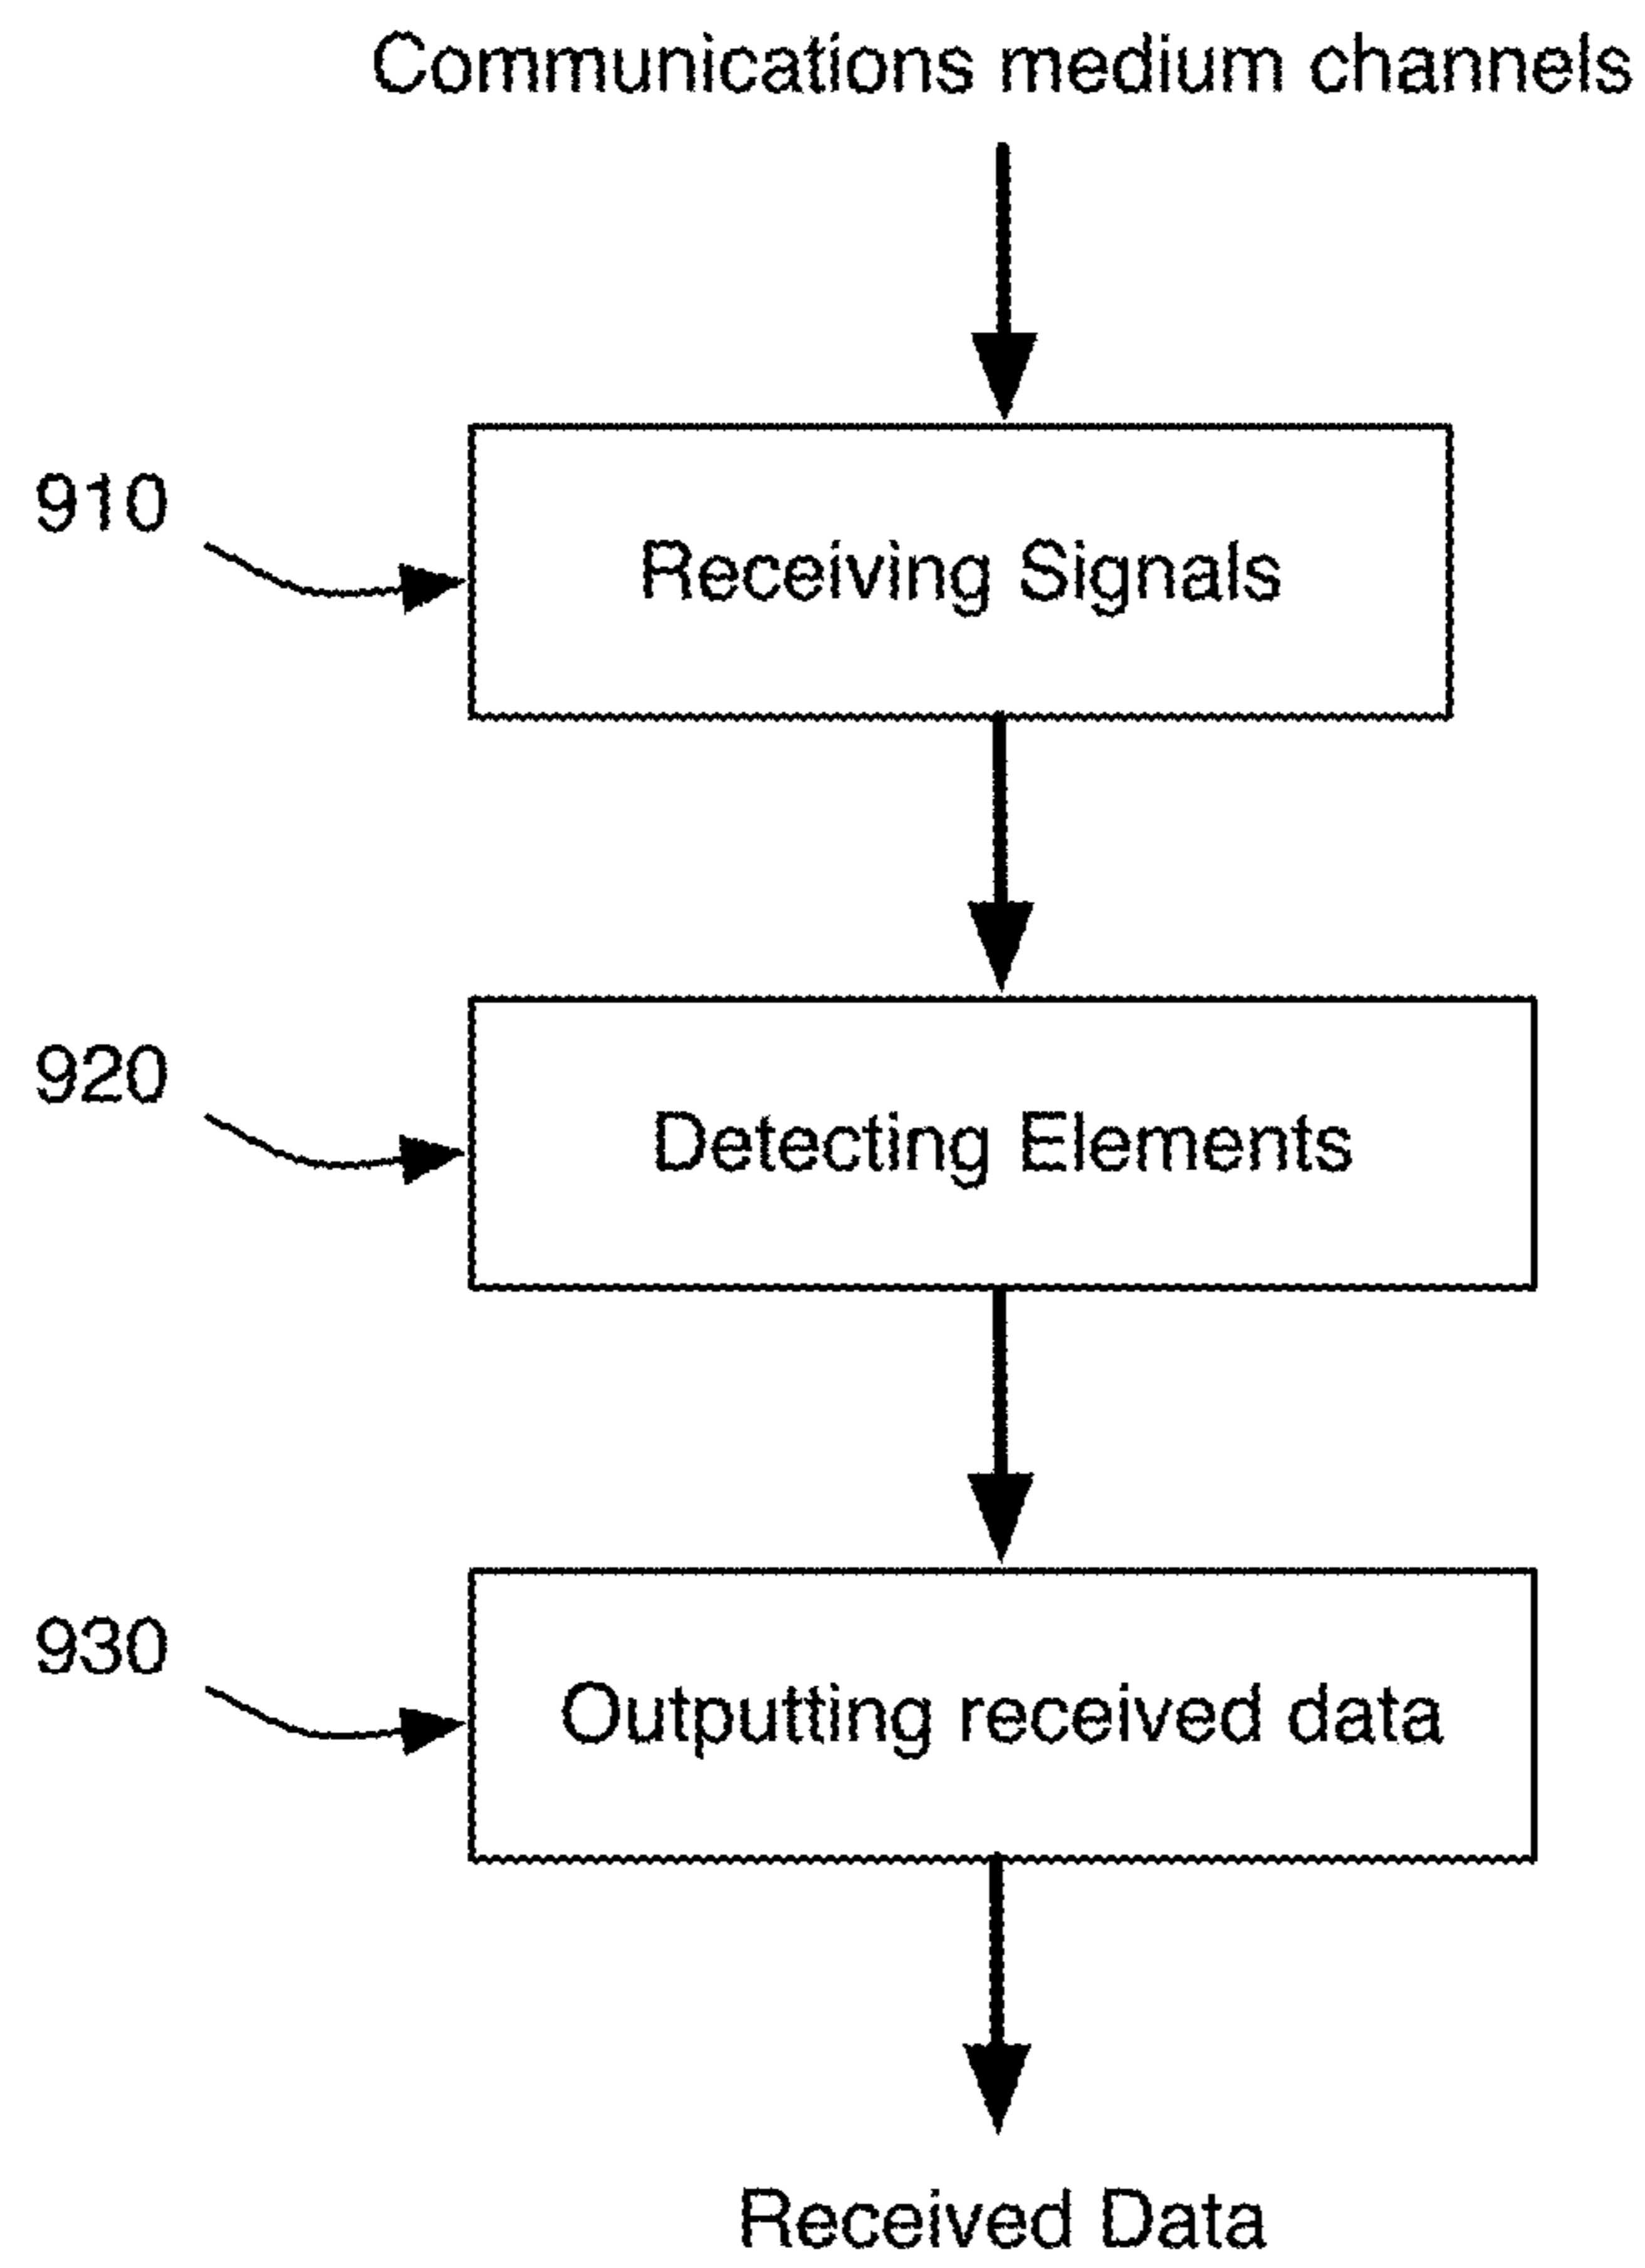 Communications medium channels
910
Receiving Signals
920
Detecting Elements
930
Outputting received data
Received Data